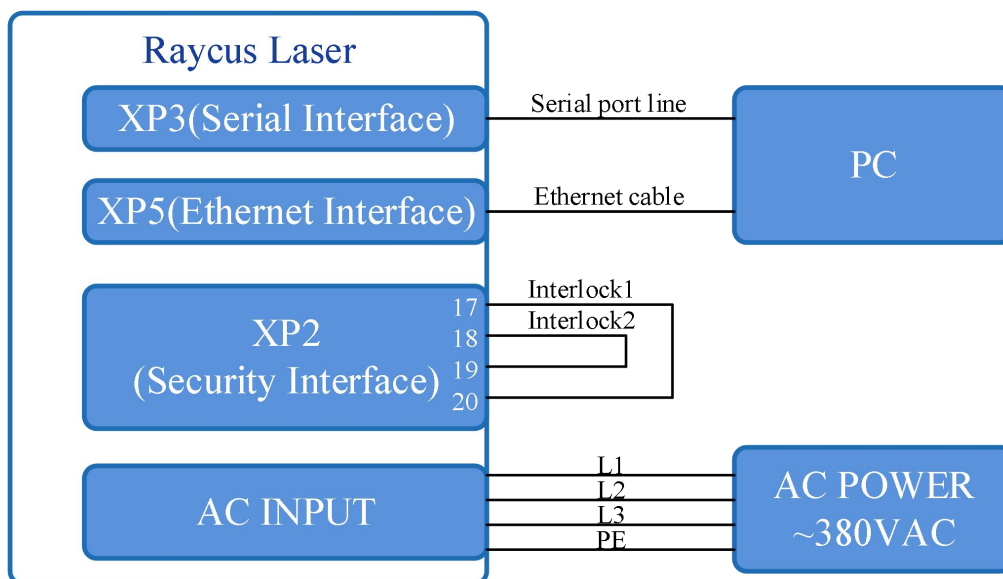 Raycus Laser
XP3(Serial Interface)
Serial port line
PC
XP5(Ethernet Interface)
Ethernet cable
XP2
(Security Interface)
17
18
19
20
Interlock1
Interlock2
AC INPUT
L1
L2
L3
PE
AC POWER
~380VAC